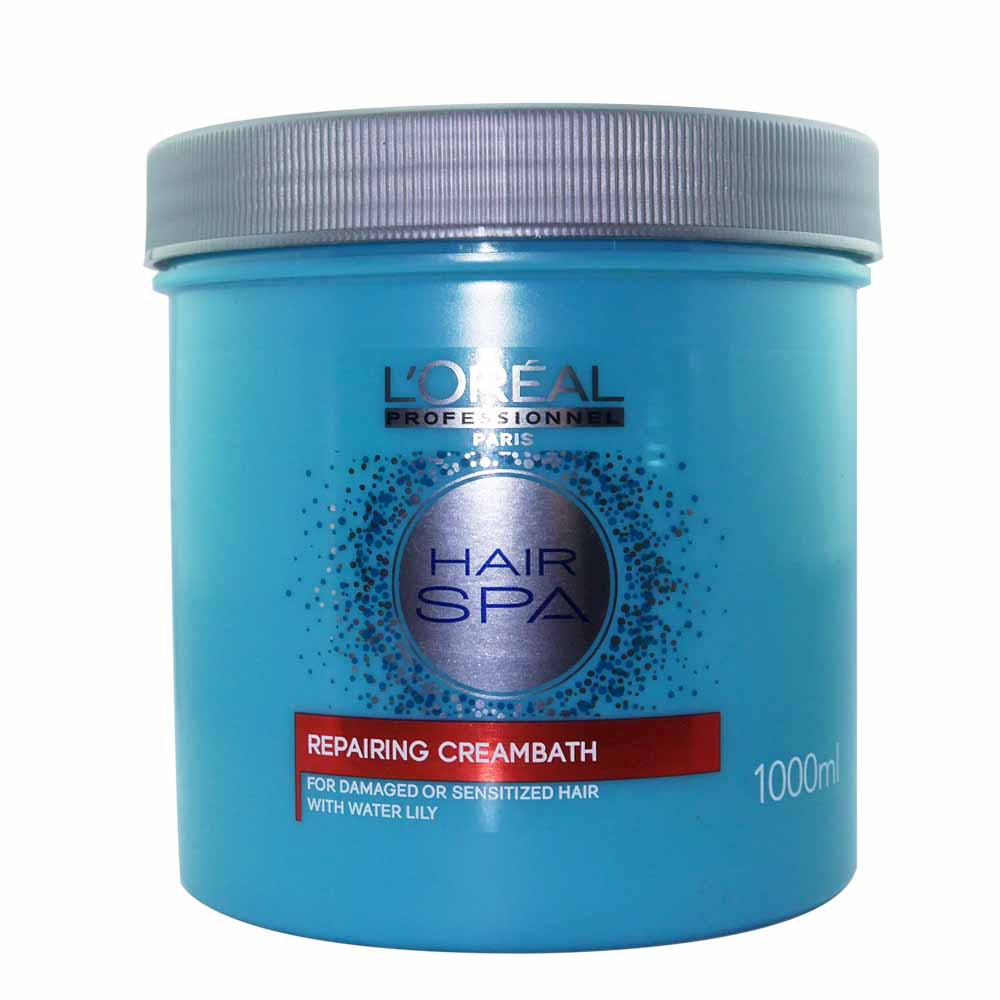 L'ORÉAL
PROFESSIONNEL
PARIS
HAIR
SPA
REPAIRING CREAMBATH
FOR DAMAGED OR SENSITIZED HAIR
WITH WATER LILY
1000ml